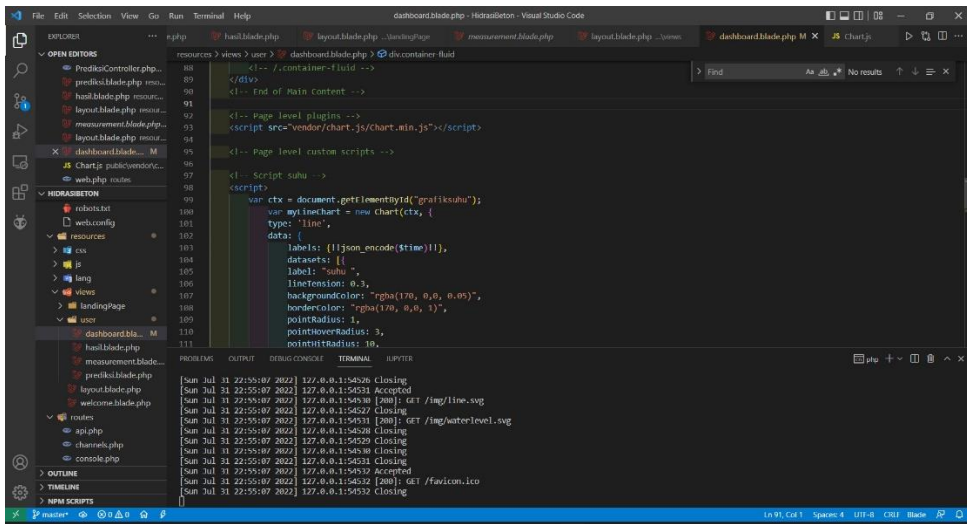 File Edit Selection View Go Run Terminal Help
dashboard.blade.php - HidrasiBeton - Visual Studio Code
EXPLORER
OPEN EDITORS
PrediksiController.php...
prediksi.blade.php reso...
hasil.blade.php resourc...
layout.blade.php resour...
measurement.blade.php...
layout.blade.php resour...
dashboard.blade.... M
JS Chart.js public\vendor\c...
web.php routes
HIDRASIBETON
robots.txt
web.config
resources
css
js
lang
views
landingPage
user
dashboard.bla... M
hasil.blade.php
measurement.blade....
prediksi.blade.php
layout.blade.php
welcome.blade.php
routes
api.php
channels.php
console.php
OUTLINE
TIMELINE
NPM SCRIPTS
hasil.blade.php layout.blade.php ...\landingPage measurement.blade.php layout.blade.php ...\views dashboard.blade.php M JS Chart.js
resources > views > user > dashboard.blade.php > div.container-fluid
Find
No results
88 <!-- /.container-fluid -->
89 </div>
90 <!-- End of Main Content -->
91
92 <!-- Page level plugins -->
93 <script src="vendor/chart.js/Chart.min.js"></script>
94
95 <!-- Page level custom scripts -->
96
97 <!-- Script suhu -->
98 <script>
99 var ctx = document.getElementById("grafiksuhu");
100 var myLineChart = new Chart(ctx, {
101 type: 'line',
102 data: {
103 labels: {!!json_encode($time)!!},
104 datasets: [{
105 label: "suhu ",
106 lineTension: 0.3,
107 backgroundColor: "rgba(170, 0,0, 0.05)",
108 borderColor: "rgba(170, 0,0, 1)",
109 pointRadius: 1,
110 pointHoverRadius: 3,
111 pointHitRadius: 10,
PROBLEMS OUTPUT DEBUG CONSOLE TERMINAL JUPYTER
php
[Sun Jul 31 22:55:07 2022] 127.0.0.1:54526 Closing
[Sun Jul 31 22:55:07 2022] 127.0.0.1:54531 Accepted
[Sun Jul 31 22:55:07 2022] 127.0.0.1:54530 [200]: GET /img/line.svg
[Sun Jul 31 22:55:07 2022] 127.0.0.1:54527 Closing
[Sun Jul 31 22:55:07 2022] 127.0.0.1:54531 [200]: GET /img/waterlevel.svg
[Sun Jul 31 22:55:07 2022] 127.0.0.1:54528 Closing
[Sun Jul 31 22:55:07 2022] 127.0.0.1:54529 Closing
[Sun Jul 31 22:55:07 2022] 127.0.0.1:54530 Closing
[Sun Jul 31 22:55:07 2022] 127.0.0.1:54531 Closing
[Sun Jul 31 22:55:07 2022] 127.0.0.1:54532 Accepted
[Sun Jul 31 22:55:07 2022] 127.0.0.1:54532 [200]: GET /favicon.ico
[Sun Jul 31 22:55:07 2022] 127.0.0.1:54532 Closing
master* 0 0 Ln 91, Col 1 Spaces: 4 UTF-8 CRLF Blade